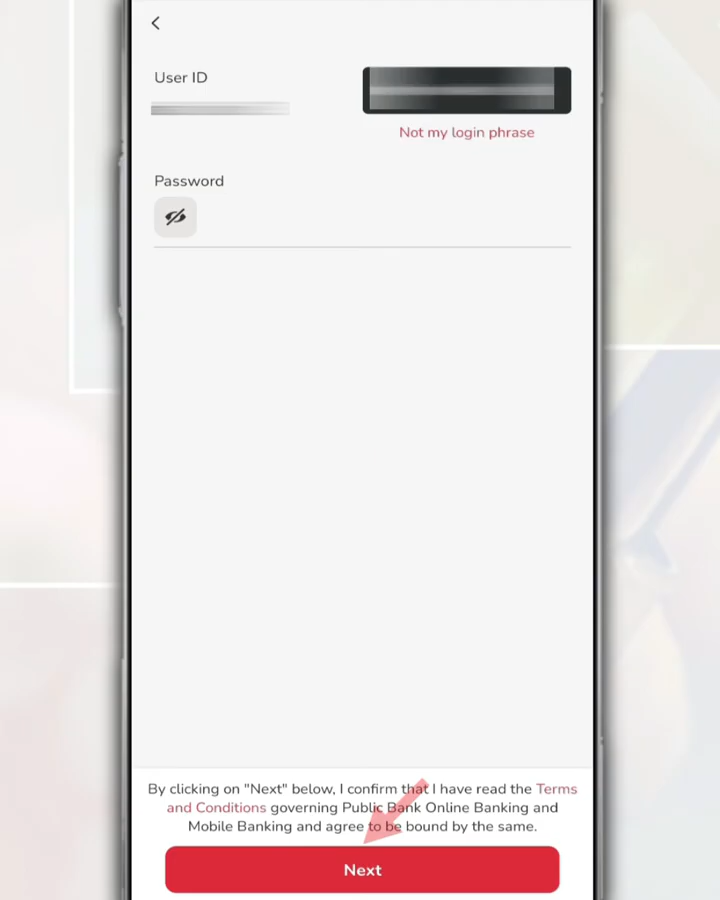 User ID
Not my login phrase
Password
By clicking on "Next" below, I confirm that I have read the Terms
and Conditions governing Public Bank Online Banking and
Mobile Banking and agree to be bound by the same.
Next